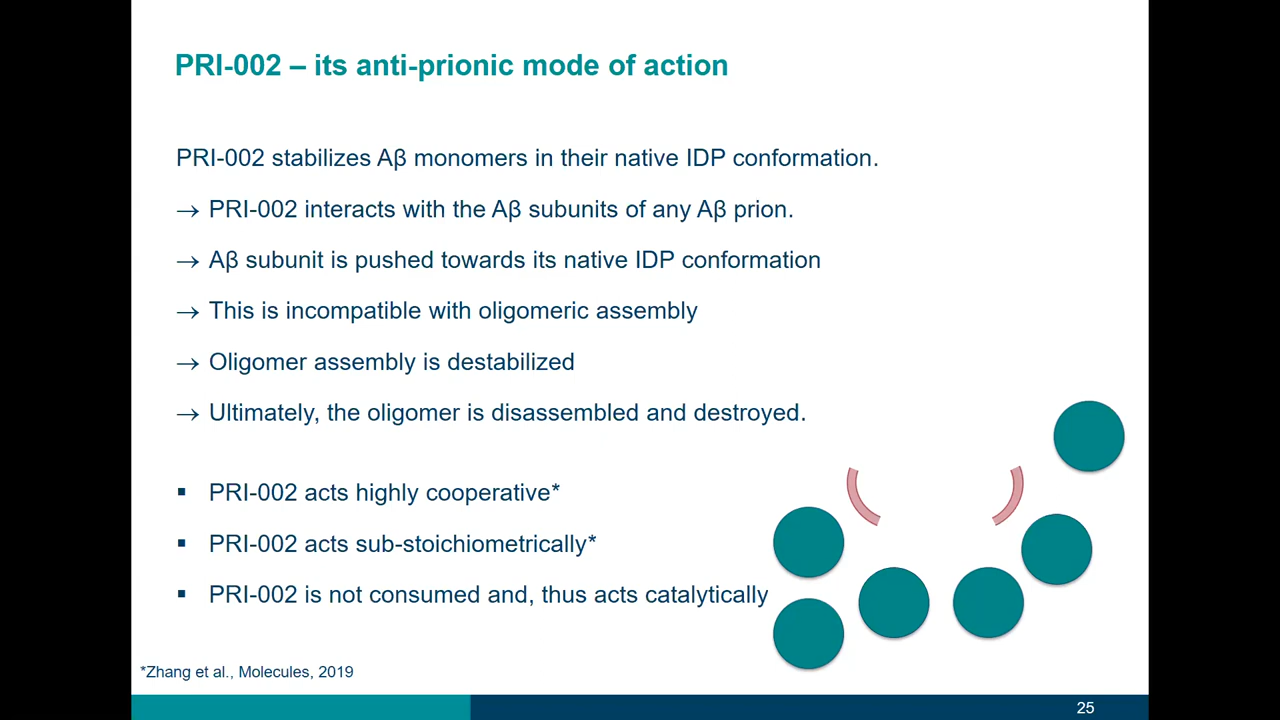 PRI-002 – its anti-prionic mode of action
PRI-002 stabilizes Aβ monomers in their native IDP conformation.
→ PRI-002 interacts with the Aβ subunits of any Aβ prion.
→ Aβ subunit is pushed towards its native IDP conformation
→ This is incompatible with oligomeric assembly
→ Oligomer assembly is destabilized
→ Ultimately, the oligomer is disassembled and destroyed.
▪ PRI-002 acts highly cooperative*
▪ PRI-002 acts sub-stoichiometrically*
▪ PRI-002 is not consumed and, thus acts catalytically
*Zhang et al., Molecules, 2019
25